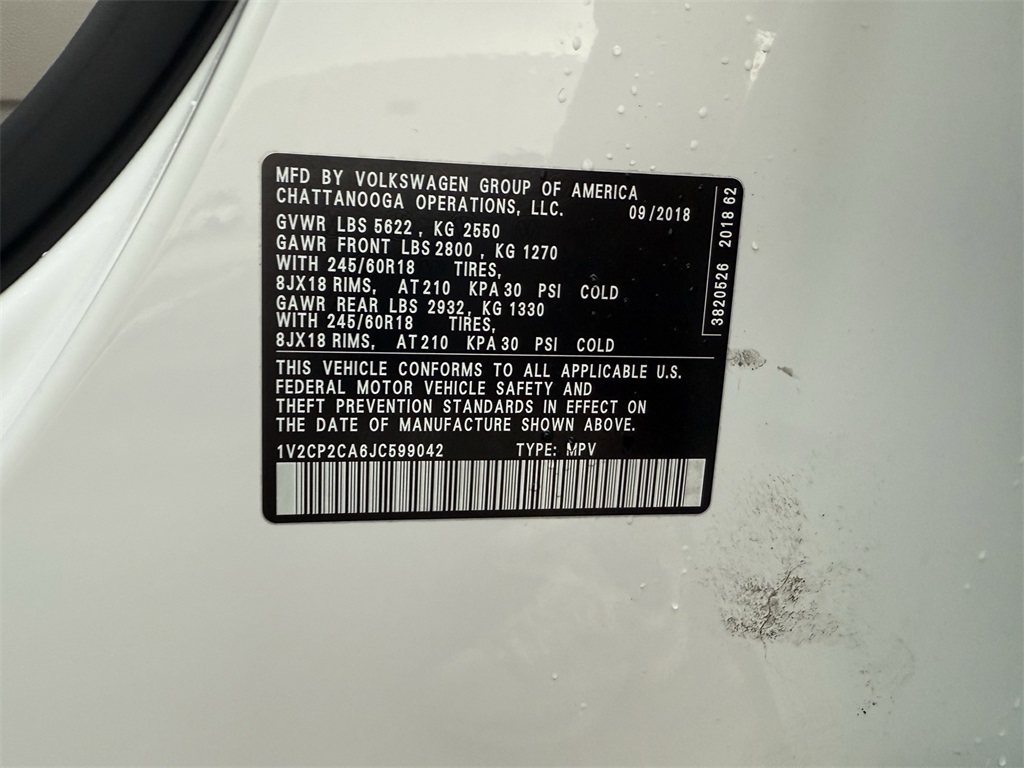 MFD BY VOLKSWAGEN GROUP OF AMERICA
CHATTANOOGA OPERATIONS, LLC. 09/2018
GVWR LBS 5622 , KG 2550
GAWR FRONT LBS 2800 , KG 1270
WITH 245/60R18 TIRES,
8JX18 RIMS, AT 210 KPA 30 PSI COLD
GAWR REAR LBS 2932, KG 1330
WITH 245/60R18 TIRES,
8JX18 RIMS, AT 210 KPA 30 PSI COLD
THIS VEHICLE CONFORMS TO ALL APPLICABLE U.S.
FEDERAL MOTOR VEHICLE SAFETY AND
THEFT PREVENTION STANDARDS IN EFFECT ON
THE DATE OF MANUFACTURE SHOWN ABOVE.
1V2CP2CA6JC599042 TYPE: MPV
3820526 2018 62